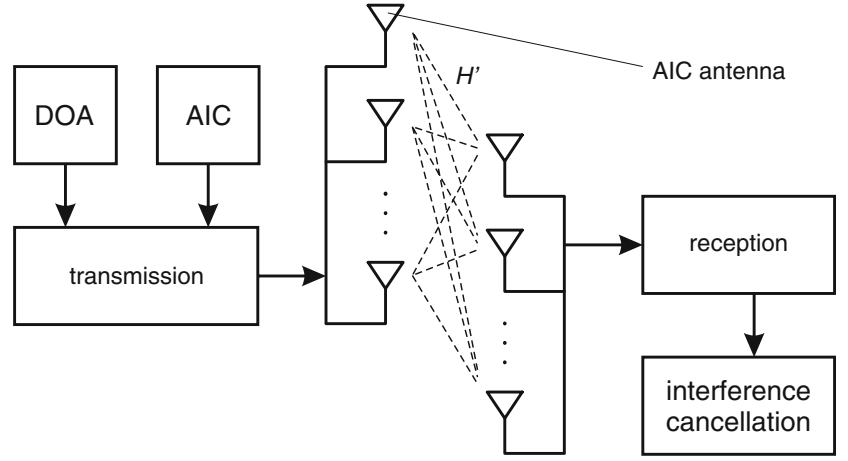 H'
AIC antenna
DOA
AIC
transmission
reception
interference
cancellation